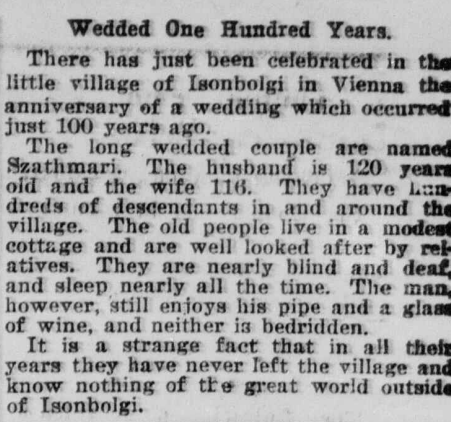 Wedded One Hundred Years.
There has just been celebrated in the
little village of Isonbolgi in Vienna the
anniversary of a wedding which occurred
just 100 years ago.
The long wedded couple are named
Szathmari. The husband is 120 years
old and the wife 116. They have hun-
dreds of descendants in and around the
village. The old people live in a modest
cottage and are well looked after by rel-
atives. They are nearly blind and deaf,
and sleep nearly all the time. The man,
however, still enjoys his pipe and a glass
of wine, and neither is bedridden.
It is a strange fact that in all their
years they have never left the village and
know nothing of the great world outside
of Isonbolgi.